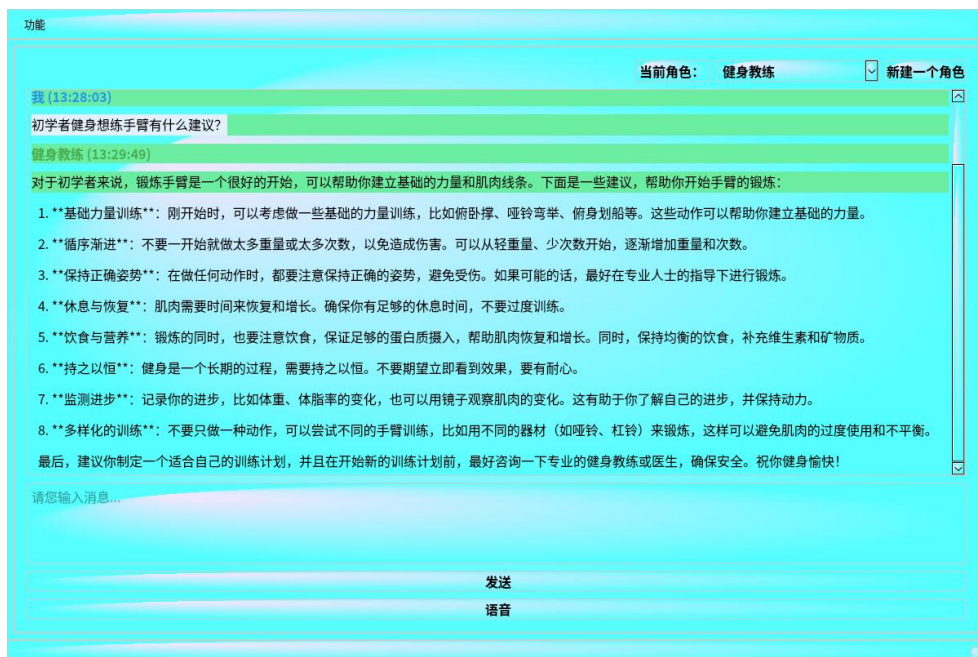 功能
当前角色： 健身教练 新建一个角色
我 (13:28:03)
初学者健身想练手臂有什么建议？
健身教练 (13:29:49)
对于初学者来说，锻炼手臂是一个很好的开始，可以帮助你建立基础的力量和肌肉线条。下面是一些建议，帮助你开始手臂的锻炼：
1. **基础力量训练**：刚开始时，可以考虑做一些基础的力量训练，比如俯卧撑、哑铃弯举、俯身划船等。这些动作可以帮助你建立基础的力量。
2. **循序渐进**：不要一开始就做太多重量或太多次数，以免造成伤害。可以从轻重量、少次数开始，逐渐增加重量和次数。
3. **保持正确姿势**：在做任何动作时，都要注意保持正确的姿势，避免受伤。如果可能的话，最好在专业人士的指导下进行锻炼。
4. **休息与恢复**：肌肉需要时间来恢复和增长。确保你有足够的休息时间，不要过度训练。
5. **饮食与营养**：锻炼的同时，也要注意饮食，保证足够的蛋白质摄入，帮助肌肉恢复和增长。同时，保持均衡的饮食，补充维生素和矿物质。
6. **持之以恒**：健身是一个长期的过程，需要持之以恒。不要期望立即看到效果，要有耐心。
7. **监测进步**：记录你的进步，比如体重、体脂率的变化，也可以用镜子观察肌肉的变化。这有助于你了解自己的进步，并保持动力。
8. **多样化的训练**：不要只做一种动作，可以尝试不同的手臂训练，比如用不同的器材（如哑铃、杠铃）来锻炼，这样可以避免肌肉的过度使用和不平衡。
最后，建议你制定一个适合自己的训练计划，并且在开始新的训练计划前，最好咨询一下专业的健身教练或医生，确保安全。祝你健身愉快！
请您输入消息...
发送
语音